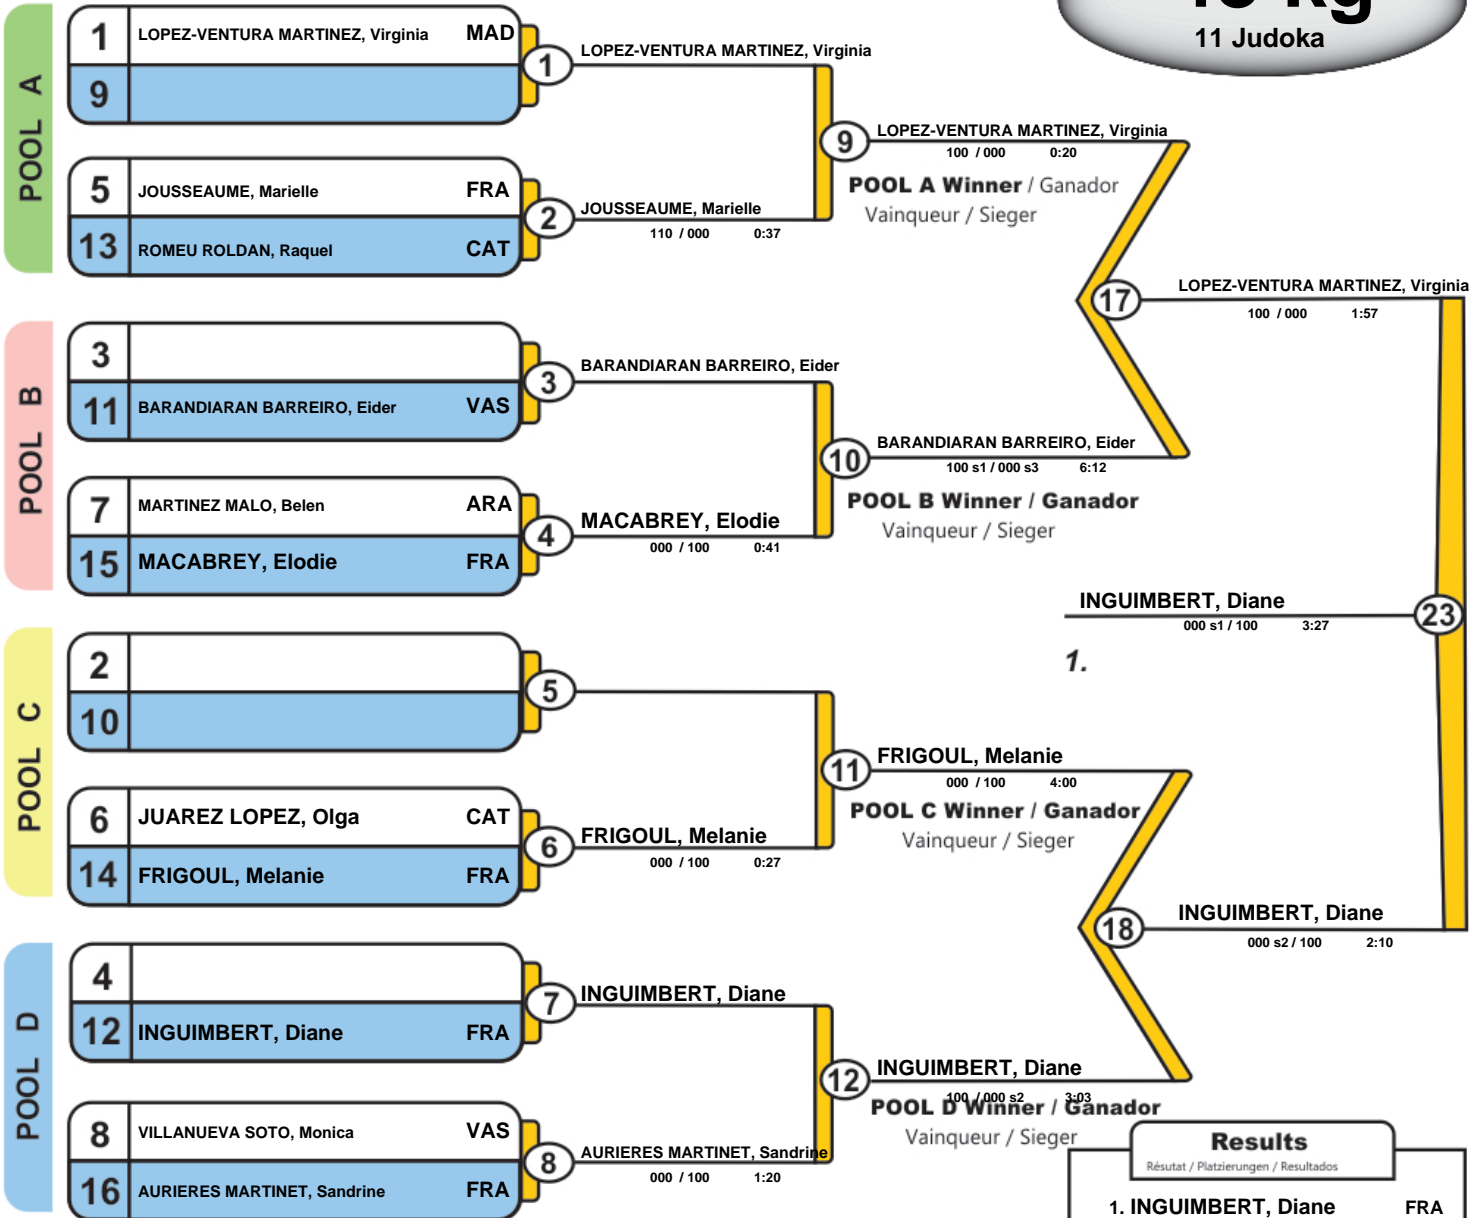 11 Judoka
POOL A
1 LOPEZ-VENTURA MARTINEZ, Virginia MAD
9
1
LOPEZ-VENTURA MARTINEZ, Virginia
5 JOUSSEAUME, Marielle FRA
13 ROMEU ROLDAN, Raquel CAT
2
JOUSSEAUME, Marielle
110 / 000 0:37
9
LOPEZ-VENTURA MARTINEZ, Virginia
100 / 000 0:20
POOL A Winner / Ganador
Vainqueur / Sieger
POOL B
3
11 BARANDIARAN BARREIRO, Eider VAS
3
BARANDIARAN BARREIRO, Eider
7 MARTINEZ MALO, Belen ARA
15 MACABREY, Elodie FRA
4
MACABREY, Elodie
000 / 100 0:41
10
BARANDIARAN BARREIRO, Eider
100 s1 / 000 s3 6:12
POOL B Winner / Ganador
Vainqueur / Sieger
17
LOPEZ-VENTURA MARTINEZ, Virginia
100 / 000 1:57
23
INGUIMBERT, Diane
000 s1 / 100 3:27
1.
POOL C
2
10
5
6 JUAREZ LOPEZ, Olga CAT
14 FRIGOUL, Melanie FRA
6
FRIGOUL, Melanie
000 / 100 0:27
11
FRIGOUL, Melanie
000 / 100 4:00
POOL C Winner / Ganador
Vainqueur / Sieger
POOL D
4
12 INGUIMBERT, Diane FRA
7
INGUIMBERT, Diane
8 VILLANUEVA SOTO, Monica VAS
16 AURIERES MARTINET, Sandrine FRA
8
AURIERES MARTINET, Sandrine
000 / 100 1:20
12
INGUIMBERT, Diane
100 / 000 s2 3:03
POOL D Winner / Ganador
Vainqueur / Sieger
18
INGUIMBERT, Diane
000 s2 / 100 2:10
Results
Résutat / Platzierungen / Resultados
1. INGUIMBERT, Diane FRA